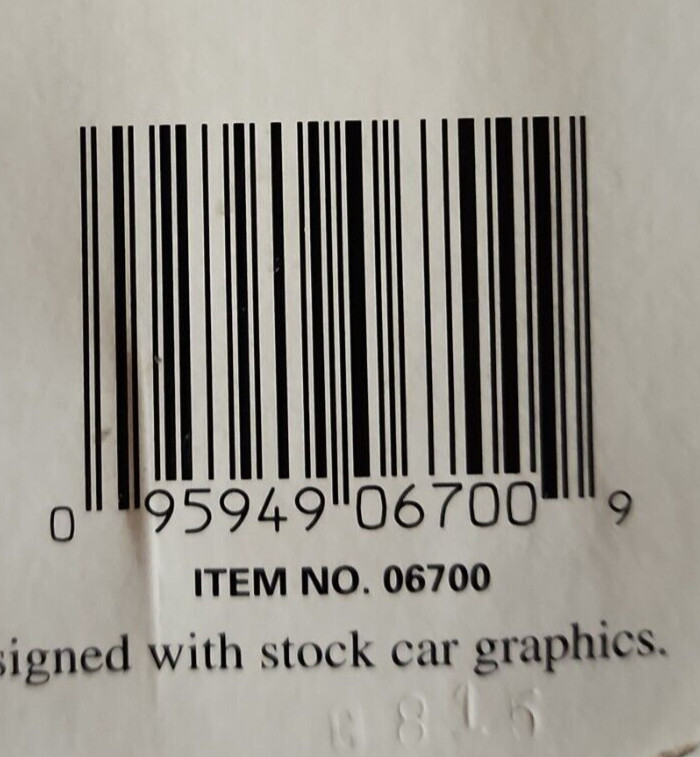 0 95949 06700 9
ITEM NO. 06700
signed with stock car graphics.